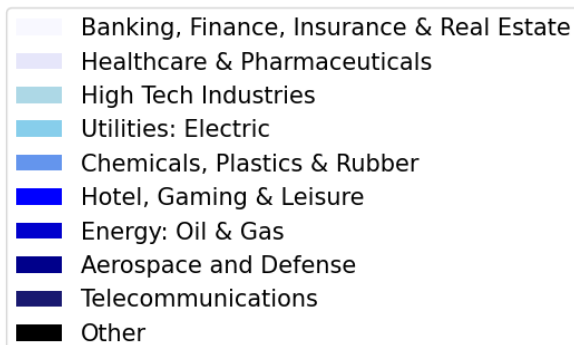 Banking, Finance, Insurance & Real Estate
Healthcare & Pharmaceuticals
High Tech Industries
Utilities: Electric
Chemicals, Plastics & Rubber
Hotel, Gaming & Leisure
Energy: Oil & Gas
Aerospace and Defense
Telecommunications
Other